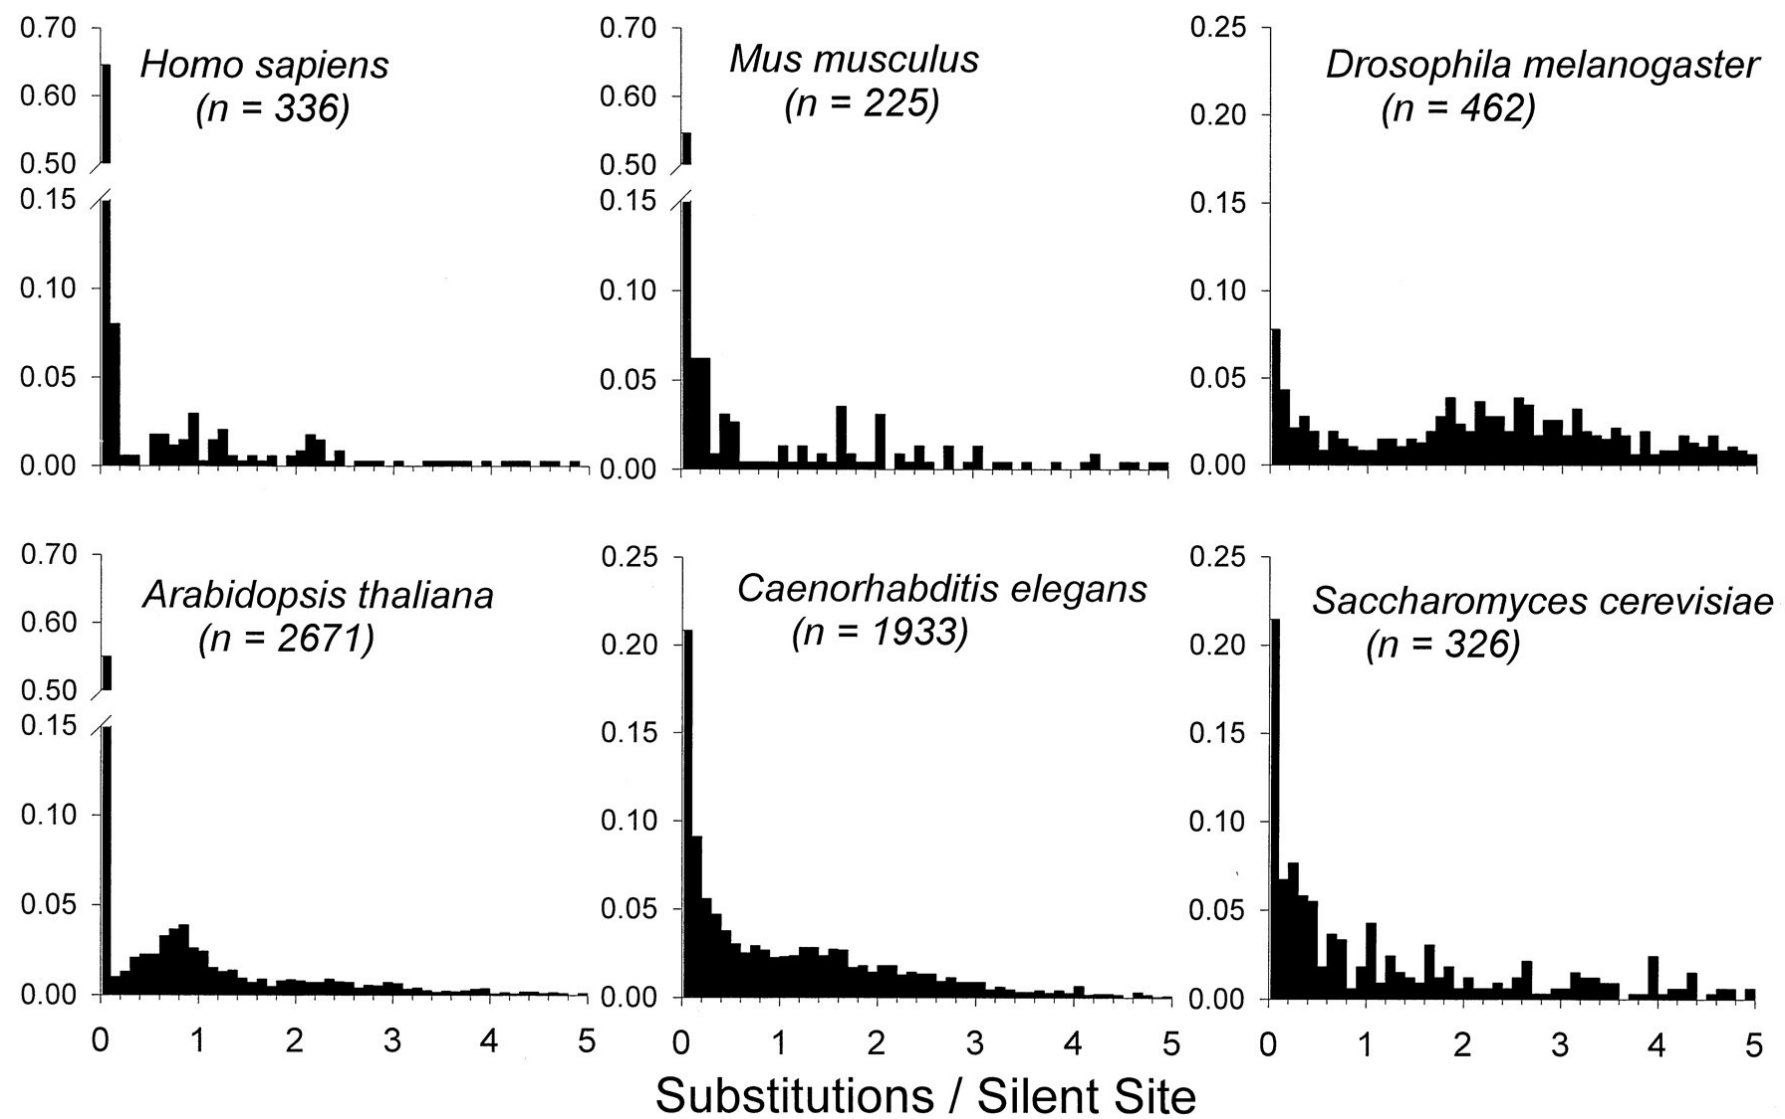 Homo sapiens
(n = 336)
0.70
0.60
0.50
0.15
0.10
0.05
0.00
Mus musculus
(n = 225)
0.70
0.60
0.50
0.15
0.10
0.05
0.00
Drosophila melanogaster
(n = 462)
0.25
0.20
0.15
0.10
0.05
0.00
Arabidopsis thaliana
(n = 2671)
0.70
0.60
0.50
0.15
0.10
0.05
0.00
0 1 2 3 4 5
Caenorhabditis elegans
(n = 1933)
0.25
0.20
0.15
0.10
0.05
0.00
0 1 2 3 4 5
Saccharomyces cerevisiae
(n = 326)
0.25
0.20
0.15
0.10
0.05
0.00
0 1 2 3 4 5
Substitutions / Silent Site